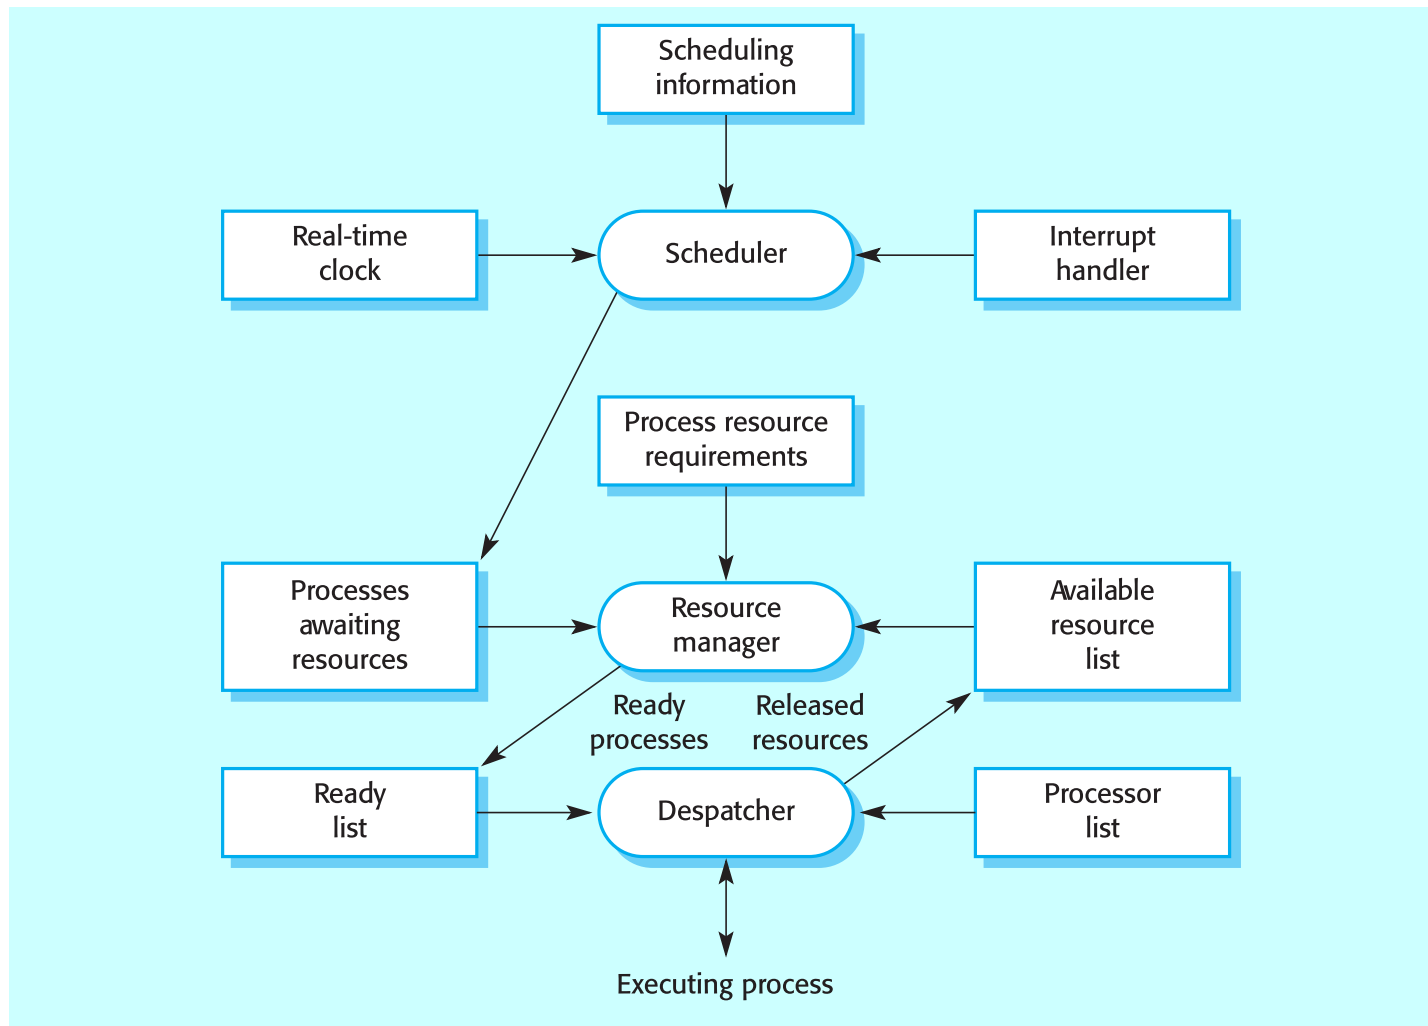 Scheduling
information
Real-time
clock
Scheduler
Interrupt
handler
Process resource
requirements
Processes
awaiting
resources
Resource
manager
Available
resource
list
Ready
processes
Released
resources
Ready
list
Despatcher
Processor
list
Executing process